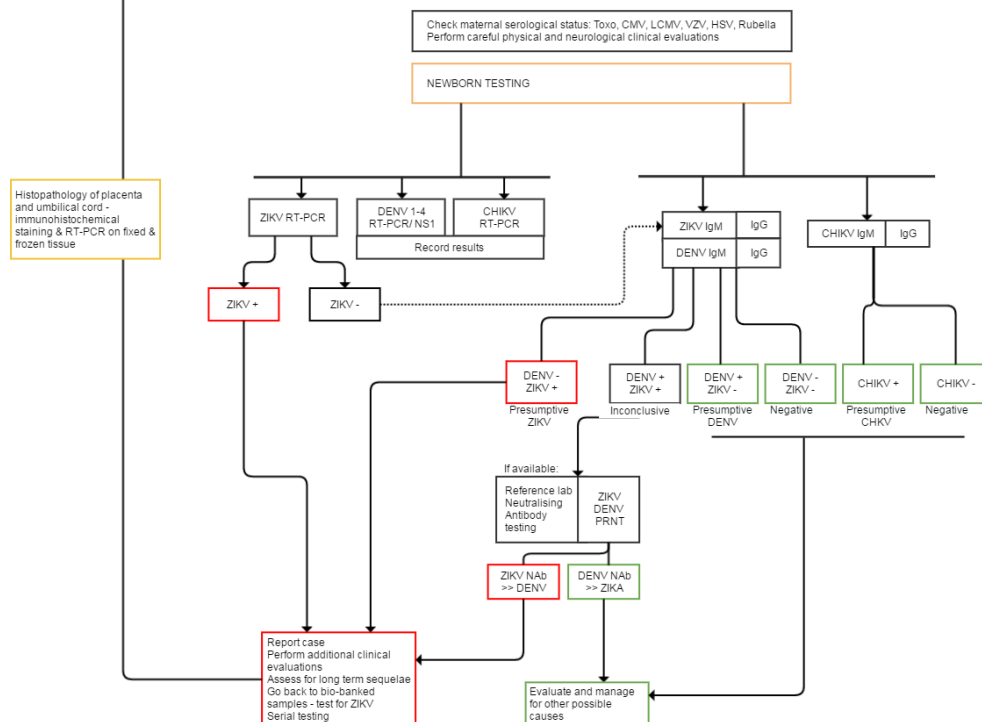 Check maternal serological status: Toxo, CMV, LCMV, VZV, HSV, Rubella
Perform careful physical and neurological clinical evaluations
NEWBORN TESTING
Histopathology of placenta
and umbilical cord -
immunohistochemical
staining & RT-PCR on fixed &
frozen tissue
ZIKV RT-PCR
DENV 1-4
RT-PCR/ NS1
CHIKV
RT-PCR
Record results
ZIKV IgM
IgG
DENV IgM
IgG
CHIKV IgM
IgG
ZIKV +
ZIKV -
DENV -
ZIKV +
Presumptive
ZIKV
DENV +
ZIKV +
Inconclusive
DENV +
ZIKV -
Presumptive
DENV
DENV -
ZIKV -
Negative
CHIKV +
Presumptive
CHKV
CHIKV -
Negative
If available:
Reference lab
Neutralising
Antibody
testing
ZIKV
DENV
PRNT
ZIKV NAb
>> DENV
DENV NAb
>> ZIKA
Report case
Perform additional clinical
evaluations
Assess for long term sequelae
Go back to bio-banked
samples - test for ZIKV
Serial testing
Evaluate and manage
for other possible
causes